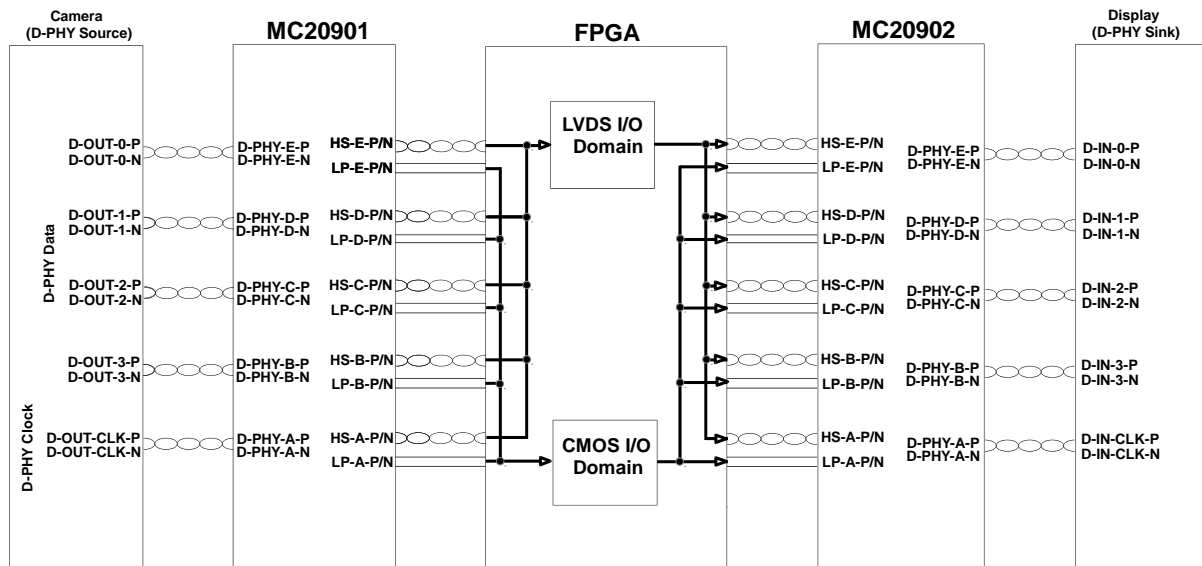 Camera
(D-PHY Source)
MC20901
FPGA
MC20902
Display
(D-PHY Sink)
D-PHY Data
D-PHY Clock
D-OUT-0-P
D-OUT-0-N
D-OUT-1-P
D-OUT-1-N
D-OUT-2-P
D-OUT-2-N
D-OUT-3-P
D-OUT-3-N
D-OUT-CLK-P
D-OUT-CLK-N
D-PHY-E-P
D-PHY-E-N
D-PHY-D-P
D-PHY-D-N
D-PHY-C-P
D-PHY-C-N
D-PHY-B-P
D-PHY-B-N
D-PHY-A-P
D-PHY-A-N
HS-E-P/N
LP-E-P/N
HS-D-P/N
LP-D-P/N
HS-C-P/N
LP-C-P/N
HS-B-P/N
LP-B-P/N
HS-A-P/N
LP-A-P/N
LVDS I/O
Domain
CMOS I/O
Domain
HS-E-P/N
LP-E-P/N
HS-D-P/N
LP-D-P/N
HS-C-P/N
LP-C-P/N
HS-B-P/N
LP-B-P/N
HS-A-P/N
LP-A-P/N
D-PHY-E-P
D-PHY-E-N
D-PHY-D-P
D-PHY-D-N
D-PHY-C-P
D-PHY-C-N
D-PHY-B-P
D-PHY-B-N
D-PHY-A-P
D-PHY-A-N
D-IN-0-P
D-IN-0-N
D-IN-1-P
D-IN-1-N
D-IN-2-P
D-IN-2-N
D-IN-3-P
D-IN-3-N
D-IN-CLK-P
D-IN-CLK-N